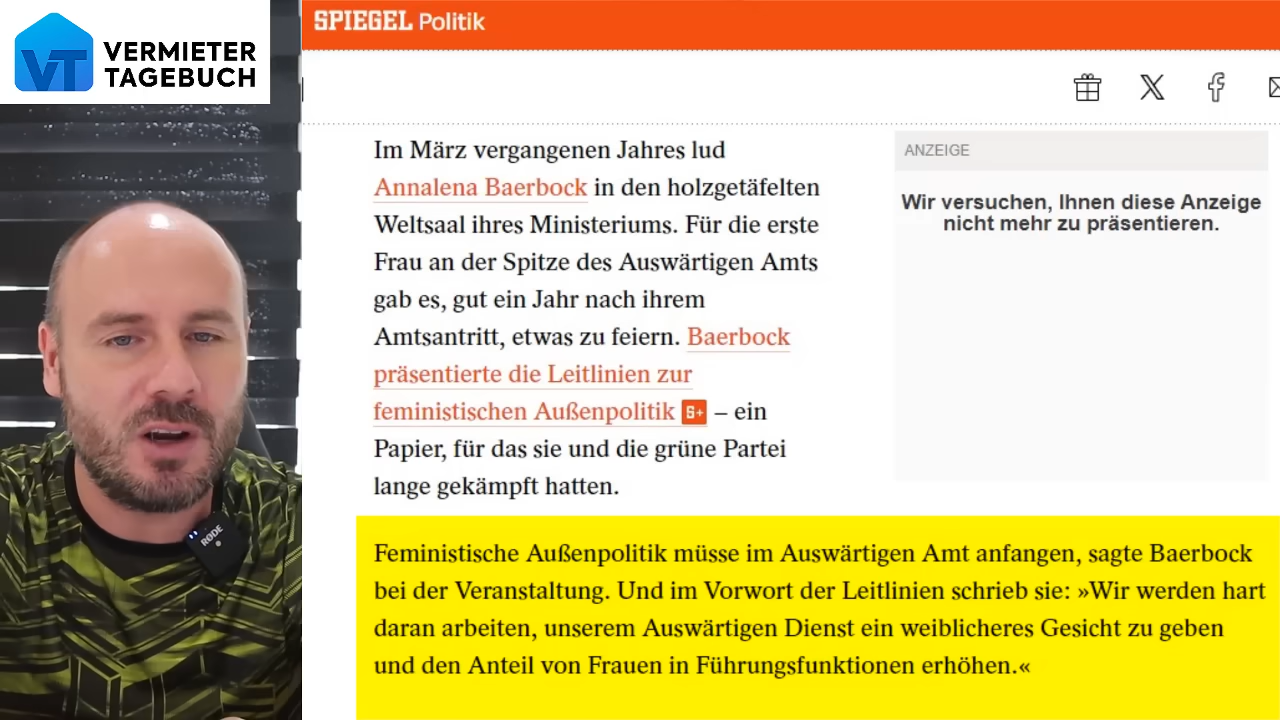 VERMIETER
TAGEBUCH
VT
SPIEGEL Politik
Im März vergangenen Jahres lud
Annalena Baerbock in den holzgetäfelten
Weltsaal ihres Ministeriums. Für die erste
Frau an der Spitze des Auswärtigen Amts
gab es, gut ein Jahr nach ihrem
Amtsantritt, etwas zu feiern. Baerbock
präsentierte die Leitlinien zur
feministischen Außenpolitik S+ – ein
Papier, für das sie und die grüne Partei
lange gekämpft hatten.
ANZEIGE
Wir versuchen, Ihnen diese Anzeige
nicht mehr zu präsentieren.
Feministische Außenpolitik müsse im Auswärtigen Amt anfangen, sagte Baerbock
bei der Veranstaltung. Und im Vorwort der Leitlinien schrieb sie: »Wir werden hart
daran arbeiten, unserem Auswärtigen Dienst ein weiblicheres Gesicht zu geben
und den Anteil von Frauen in Führungsfunktionen erhöhen.«
RØDE